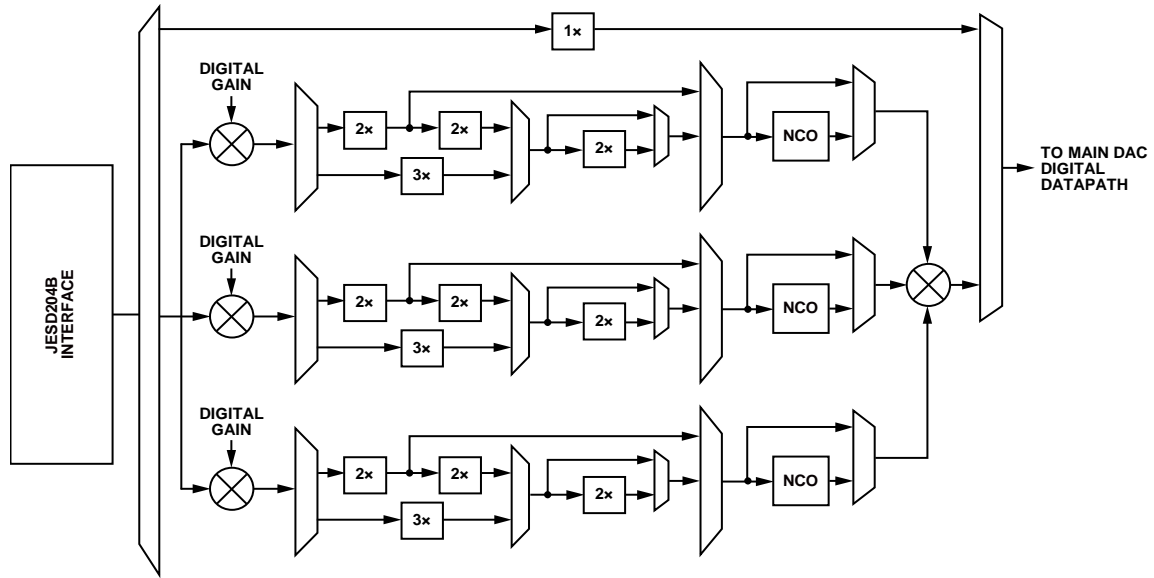 1×
DIGITAL
GAIN
2×
2×
3×
2×
NCO
TO MAIN DAC
DIGITAL
DATAPATH
JESD204B
INTERFACE
DIGITAL
GAIN
2×
2×
3×
2×
NCO
DIGITAL
GAIN
2×
2×
3×
2×
NCO